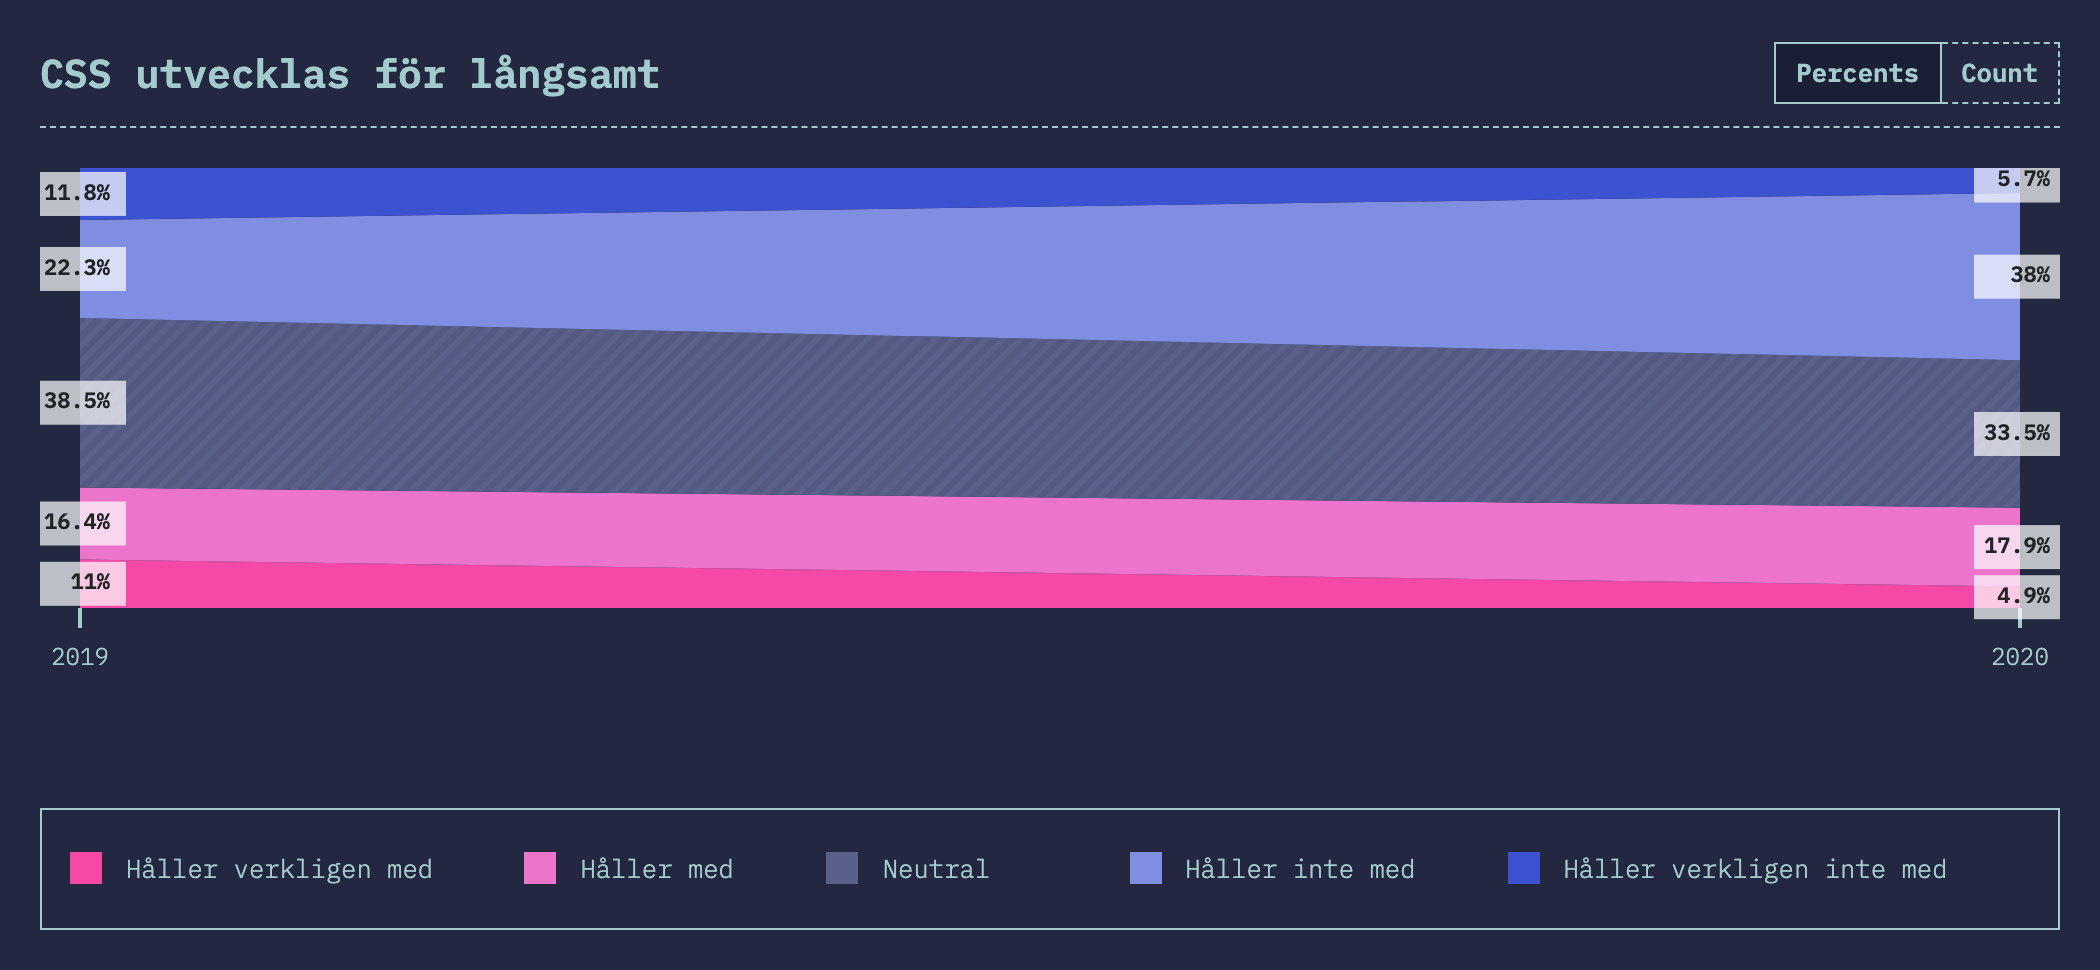 CSS utvecklas för långsamt
Percents Count
11.8% 5.7%
22.3% 38%
38.5% 33.5%
16.4% 17.9%
11% 4.9%
2019 2020
Håller verkligen med Håller med Neutral Håller inte med Håller verkligen inte med